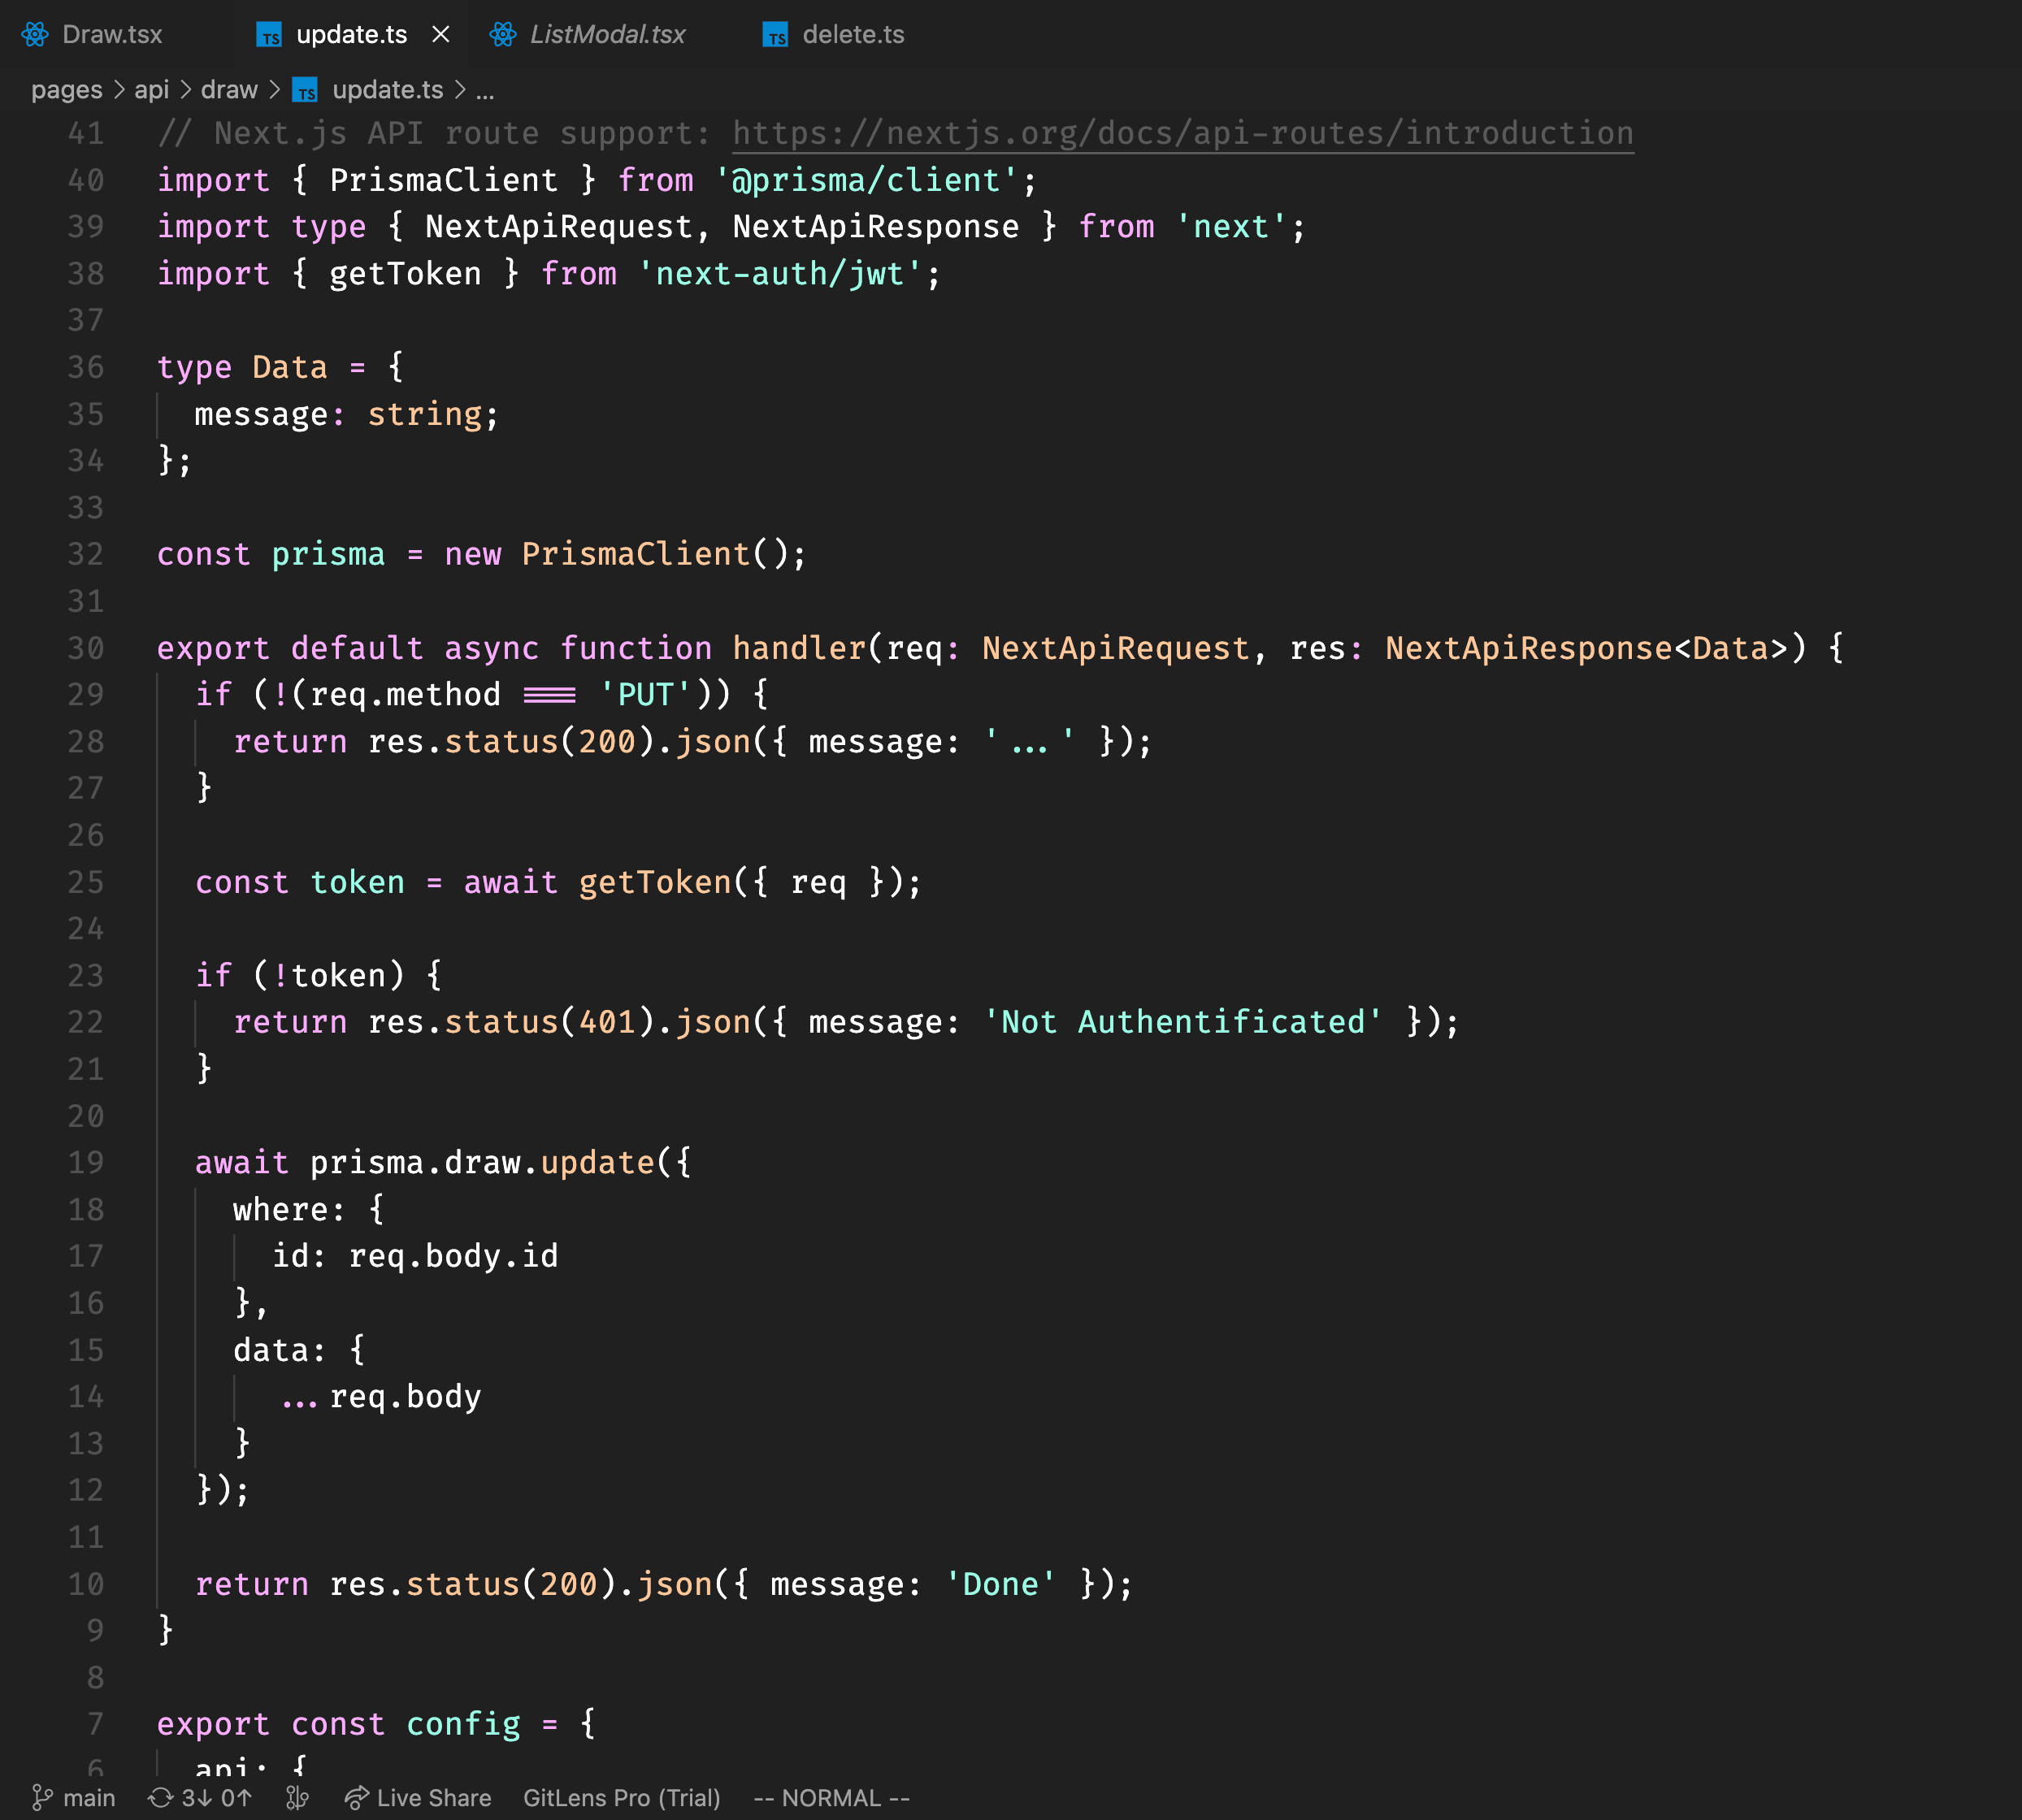 Draw.tsx update.ts ListModal.tsx delete.ts
pages > api > draw > update.ts > ...
41 // Next.js API route support: https://nextjs.org/docs/api-routes/introduction
40 import { PrismaClient } from '@prisma/client';
39 import type { NextApiRequest, NextApiResponse } from 'next';
38 import { getToken } from 'next-auth/jwt';
37
36 type Data = {
35   message: string;
34 };
33
32 const prisma = new PrismaClient();
31
30 export default async function handler(req: NextApiRequest, res: NextApiResponse<Data>) {
29   if (!(req.method === 'PUT')) {
28     return res.status(200).json({ message: '...' });
27   }
26
25   const token = await getToken({ req });
24
23   if (!token) {
22     return res.status(401).json({ message: 'Not Authentificated' });
21   }
20
19   await prisma.draw.update({
18     where: {
17       id: req.body.id
16     },
15     data: {
14       ...req.body
13     }
12   });
11
10   return res.status(200).json({ message: 'Done' });
9 }
8
7 export const config = {
6   api: {
main 3↓ 0↑ Live Share GitLens Pro (Trial) -- NORMAL --